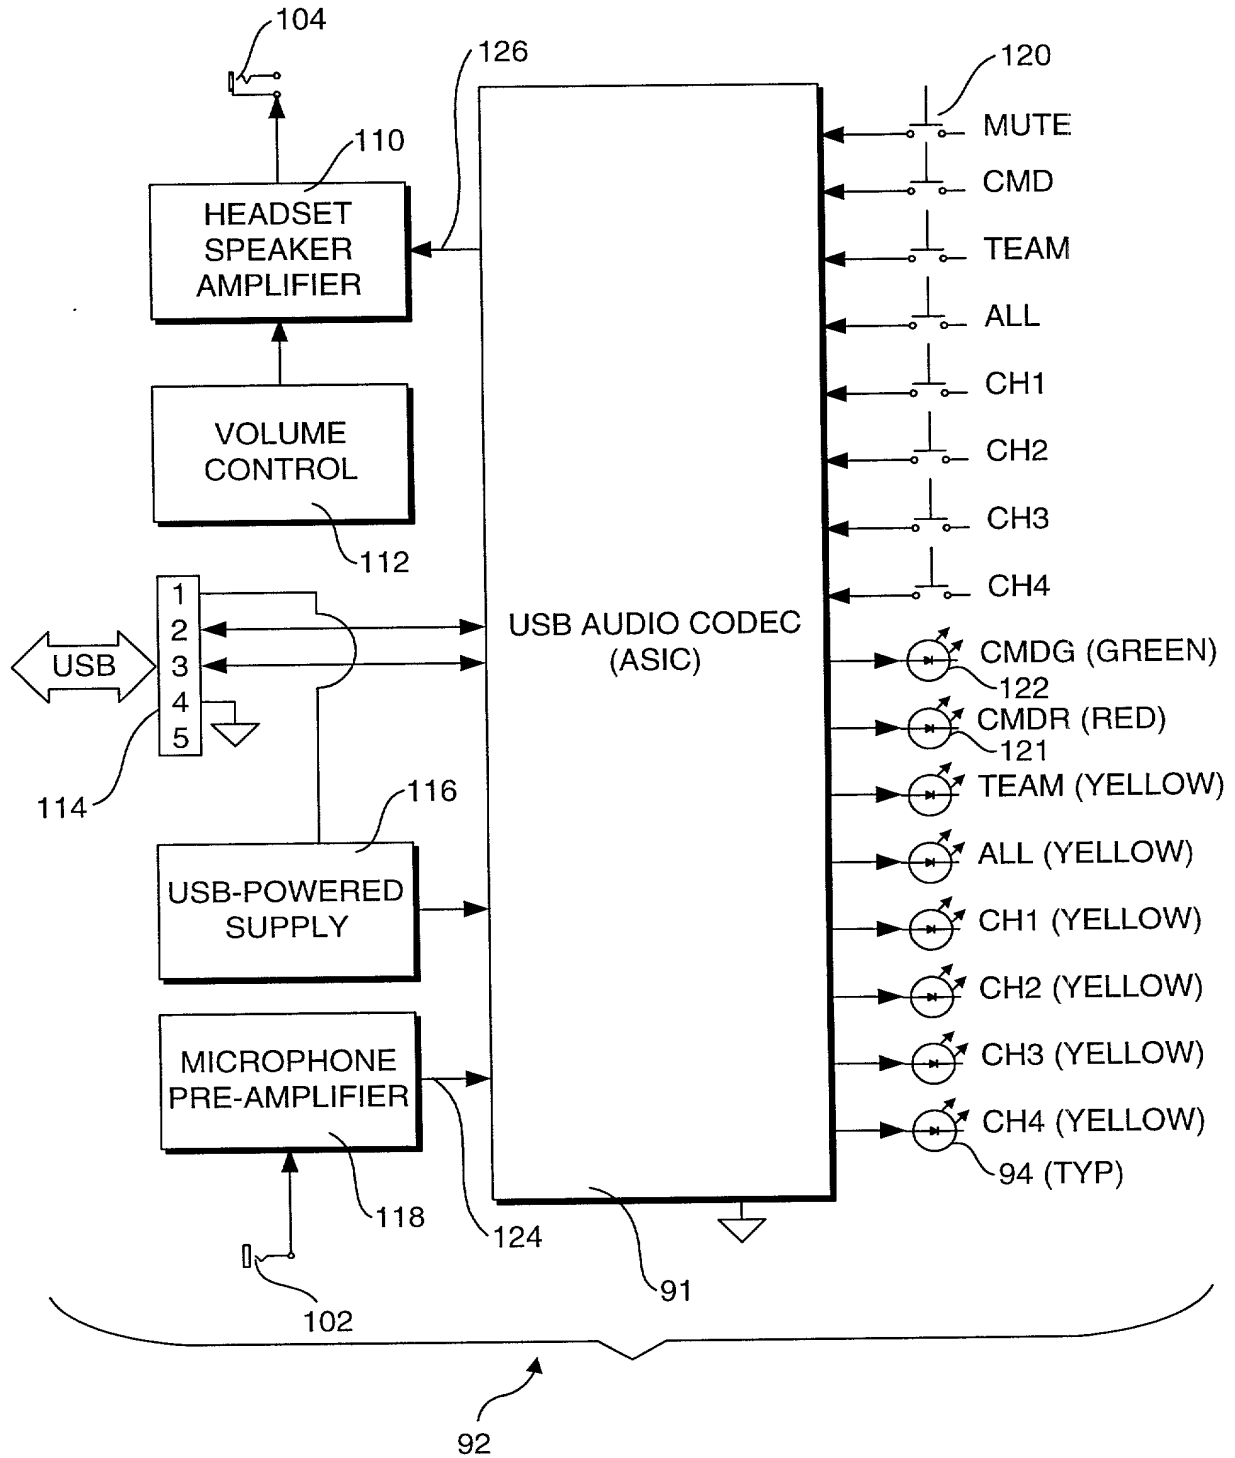 104
126
120
110
MUTE
CMD
HEADSET
SPEAKER
AMPLIFIER
TEAM
ALL
CH1
VOLUME
CONTROL
CH2
CH3
112
CH4
1
2
3
4
5
USB
114
USB AUDIO CODEC
(ASIC)
CMDG (GREEN)
122
CMDR (RED)
121
TEAM (YELLOW)
116
ALL (YELLOW)
USB-POWERED
SUPPLY
CH1 (YELLOW)
CH2 (YELLOW)
MICROPHONE
PRE-AMPLIFIER
CH3 (YELLOW)
CH4 (YELLOW)
94 (TYP)
118
124
91
102
92